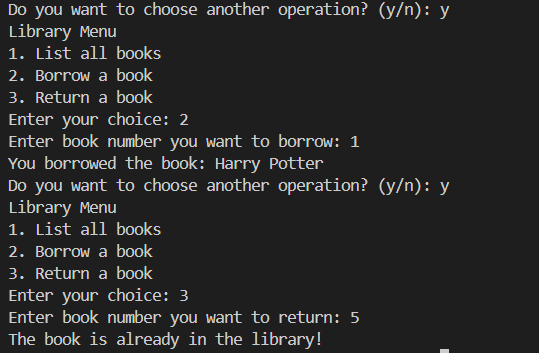 Do you want to choose another operation? (y/n): y
Library Menu
1. List all books
2. Borrow a book
3. Return a book
Enter your choice: 2
Enter book number you want to borrow: 1
You borrowed the book: Harry Potter
Do you want to choose another operation? (y/n): y
Library Menu
1. List all books
2. Borrow a book
3. Return a book
Enter your choice: 3
Enter book number you want to return: 5
The book is already in the library!